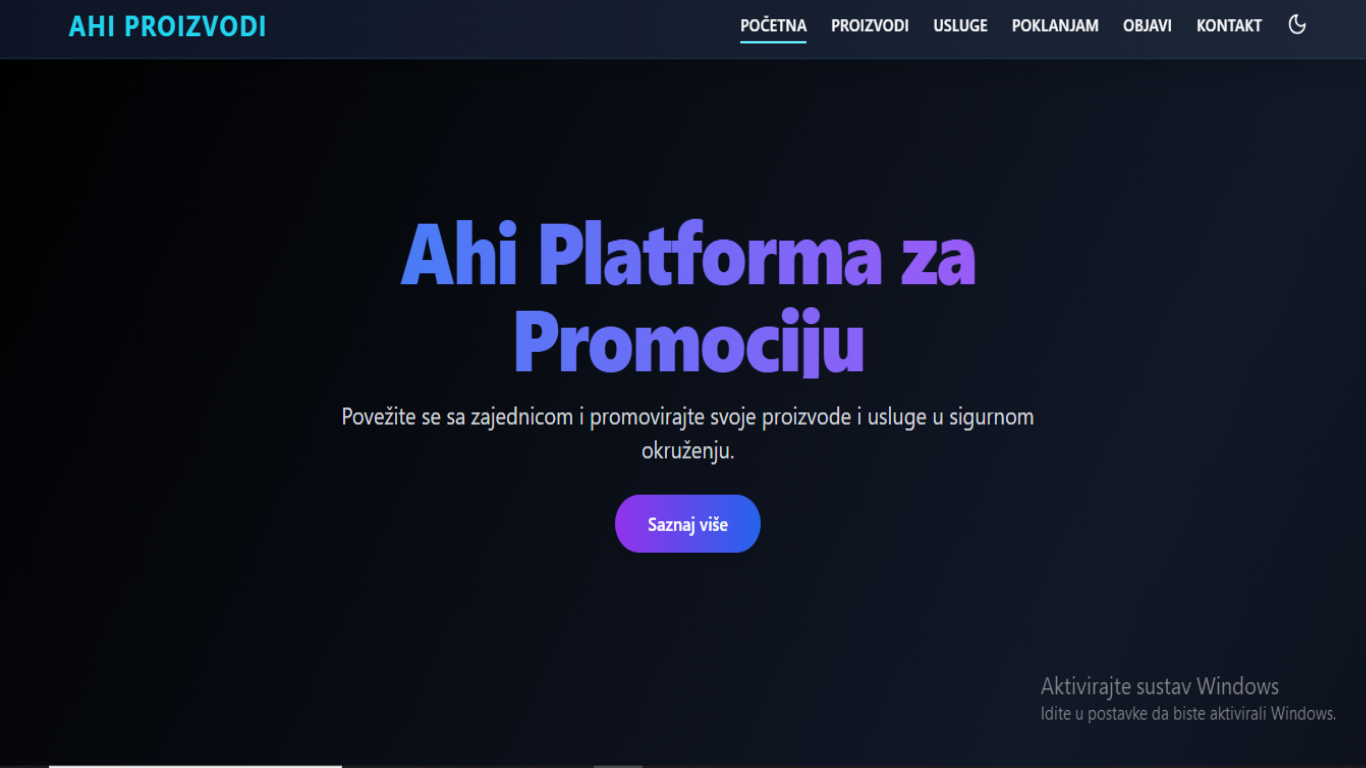 AHI PROIZVODI
POČETNA PROIZVODI USLUGE POKLANJAM OBJAVI KONTAKT
Ahi Platforma za
Promociju
Povežite se sa zajednicom i promovirajte svoje proizvode i usluge u sigurnom
okruženju.
Saznaj više
Aktivirajte sustav Windows
Idite u postavke da biste aktivirali Windows.